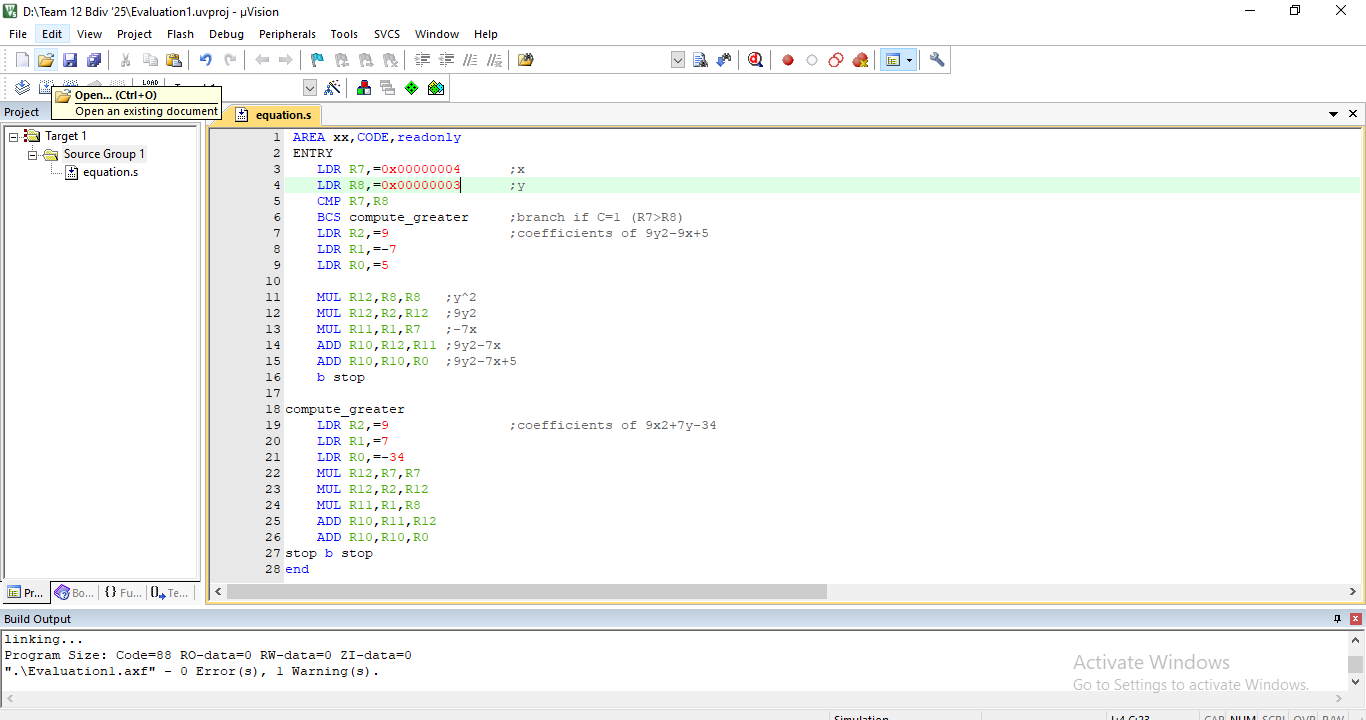 D:\Team 12 Bdiv '25\Evaluation1.uvproj - µVision
File Edit View Project Flash Debug Peripherals Tools SVCS Window Help
LOAD
Open... (Ctrl+O)
Open an existing document
Project
equation.s
Target 1
Source Group 1
equation.s
1 AREA xx,CODE,readonly
2 ENTRY
3 LDR R7,=0x00000004 ;x
4 LDR R8,=0x00000003 ;y
5 CMP R7,R8
6 BCS compute_greater ;branch if C=1 (R7>R8)
7 LDR R2,=9 ;coefficients of 9y2-9x+5
8 LDR R1,=-7
9 LDR R0,=5
10
11 MUL R12,R8,R8 ;y^2
12 MUL R12,R2,R12 ;9y2
13 MUL R11,R1,R7 ;-7x
14 ADD R10,R12,R11 ;9y2-7x
15 ADD R10,R10,R0 ;9y2-7x+5
16 b stop
17
18 compute_greater
19 LDR R2,=9 ;coefficients of 9x2+7y-34
20 LDR R1,=7
21 LDR R0,=-34
22 MUL R12,R7,R7
23 MUL R12,R2,R12
24 MUL R11,R1,R8
25 ADD R10,R11,R12
26 ADD R10,R10,R0
27 stop b stop
28 end
Pr... Bo... {} Fu... Te...
Build Output
linking...
Program Size: Code=88 RO-data=0 RW-data=0 ZI-data=0
".\Evaluation1.axf" - 0 Error(s), 1 Warning(s).
Activate Windows
Go to Settings to activate Windows.
Simulation L:4 C:23 CAP NUM SCRL OVR R/W